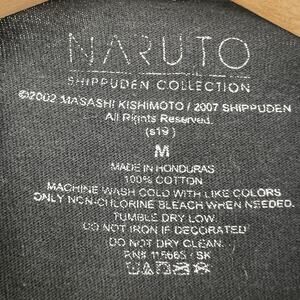 NARUTO
SHIPPUDEN COLLECTION
©2002 MASASHI KISHIMOTO / 2007 SHIPPUDEN
All Rights Reserved.
(s19)
M
MADE IN HONDURAS
100% COTTON
MACHINE WASH COLD WITH LIKE COLORS
ONLY NON-CHLORINE BLEACH WHEN NEEDED.
TUMBLE DRY LOW.
DO NOT IRON IF DECORATED
DO NOT DRY CLEAN.
RN# / SK